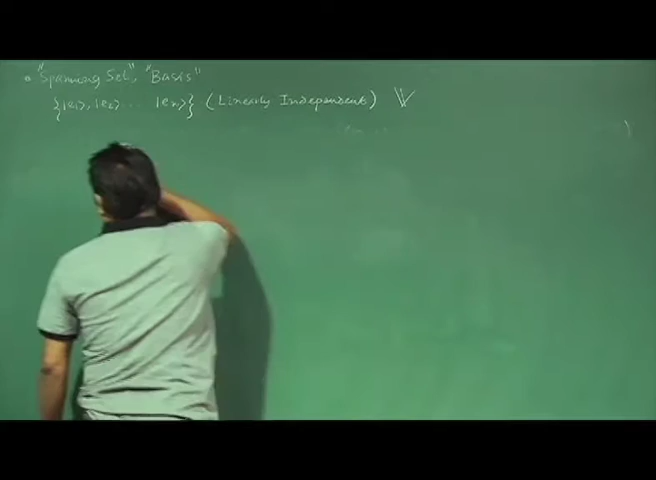 • "Spanning Set", "Basis"
{|e₁>, |e₂> ... |eₙ>} (Linearly Independent) V